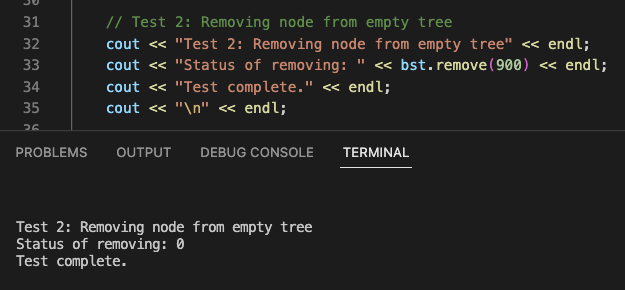 31 // Test 2: Removing node from empty tree
32 cout << "Test 2: Removing node from empty tree" << endl;
33 cout << "Status of removing: " << bst.remove(900) << endl;
34 cout << "Test complete." << endl;
35 cout << "\n" << endl;
PROBLEMS OUTPUT DEBUG CONSOLE TERMINAL
Test 2: Removing node from empty tree
Status of removing: 0
Test complete.